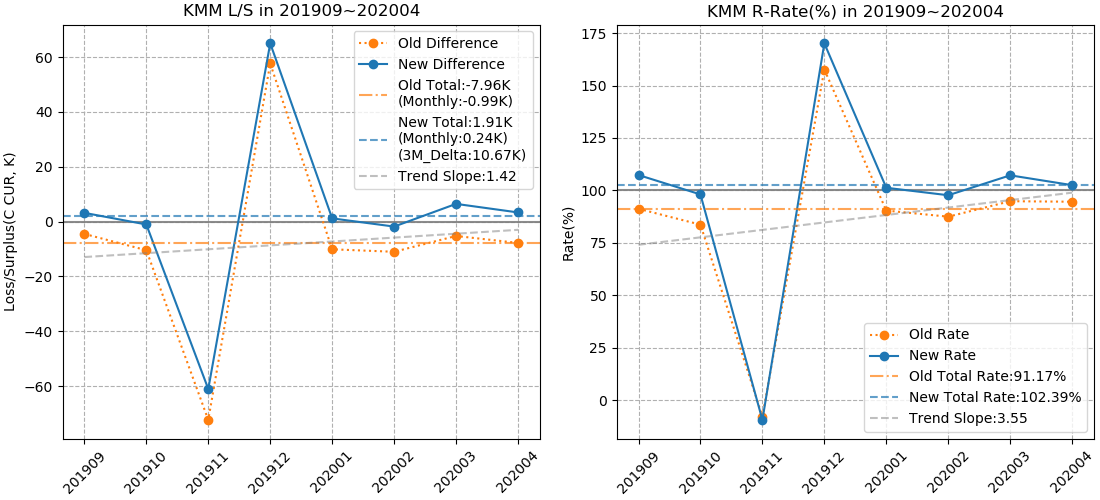 KMM L/S in 201909~202004
Loss/Surplus(C CUR, K)
60
40
20
0
−20
−40
−60
Old Difference
New Difference
Old Total:-7.96K
(Monthly:-0.99K)
New Total:1.91K
(Monthly:0.24K)
(3M_Delta:10.67K)
Trend Slope:1.42
201909
201910
201911
201912
202001
202002
202003
202004
KMM R-Rate(%) in 201909~202004
Rate(%)
175
150
125
100
75
50
25
0
Old Rate
New Rate
Old Total Rate:91.17%
New Total Rate:102.39%
Trend Slope:3.55
201909
201910
201911
201912
202001
202002
202003
202004